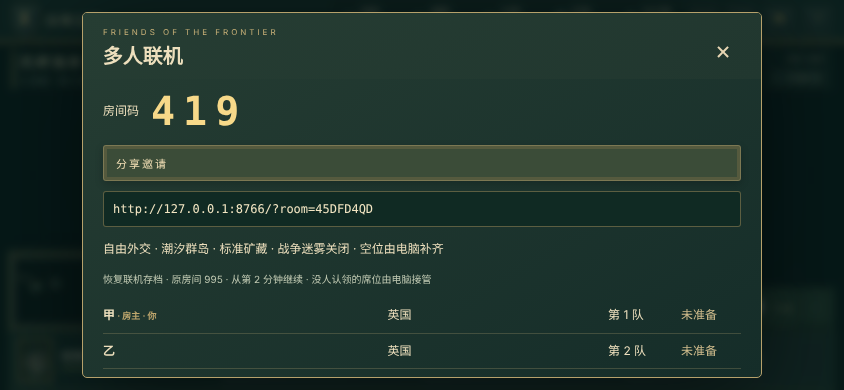 FRIENDS OF THE FRONTIER
多人联机
×
房间码 419
分享邀请
http://127.0.0.1:8766/?room=45DFD4QD
自由外交 · 潮汐群岛 · 标准矿藏 · 战争迷雾关闭 · 空位由电脑补齐
恢复联机存档 · 原房间 995 · 从第 2 分钟继续 · 没人认领的席位由电脑接管
甲 · 房主 · 你 英国 第 1 队 未准备
乙 英国 第 2 队 未准备